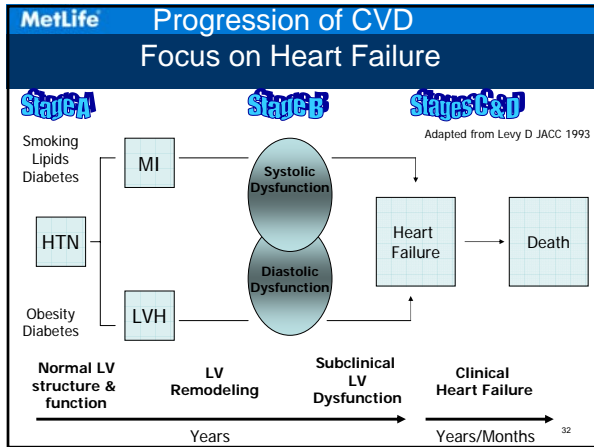 MetLife®
Progression of CVD
Focus on Heart Failure
Stage A
Stage B
Stages C & D
Adapted from Levy D JACC 1993
Smoking
Lipids
Diabetes
MI
Systolic
Dysfunction
HTN
Heart
Failure
Death
Diastolic
Dysfunction
Obesity
Diabetes
LVH
Normal LV
structure &
function
LV
Remodeling
Subclinical
LV
Dysfunction
Clinical
Heart Failure
Years
Years/Months
32